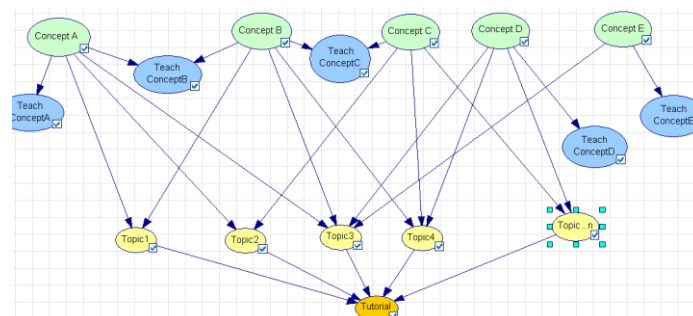 Concept A
Concept B
Concept C
Concept D
Concept E
Teach
ConceptB
Teach
ConceptC
Teach
ConceptA
Teach
ConceptE
Teach
ConceptD
Topic1
Topic2
Topic3
Topic4
Topic...n
Tutorial